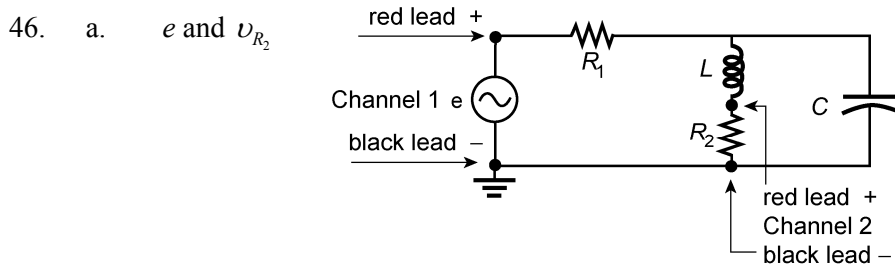 46. a. e and υR₂
red lead +
R₁
L
Channel 1 e
C
R₂
black lead –
red lead +
Channel 2
black lead –